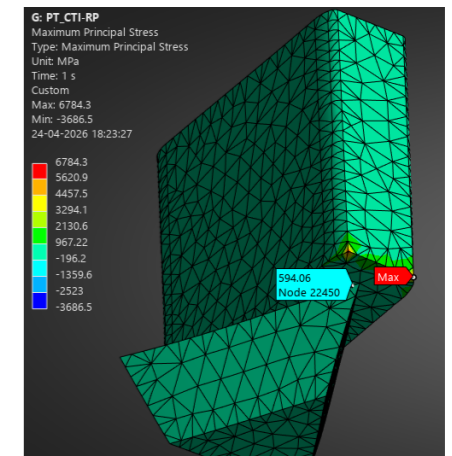 G: PT_CTI-RP
Maximum Principal Stress
Type: Maximum Principal Stress
Unit: MPa
Time: 1 s
Custom
Max: 6784.3
Min: -3686.5
24-04-2026 18:23:27
6784.3
5620.9
4457.5
3294.1
2130.6
967.22
-196.2
-1359.6
-2523
-3686.5
594.06
Node 22450
Max